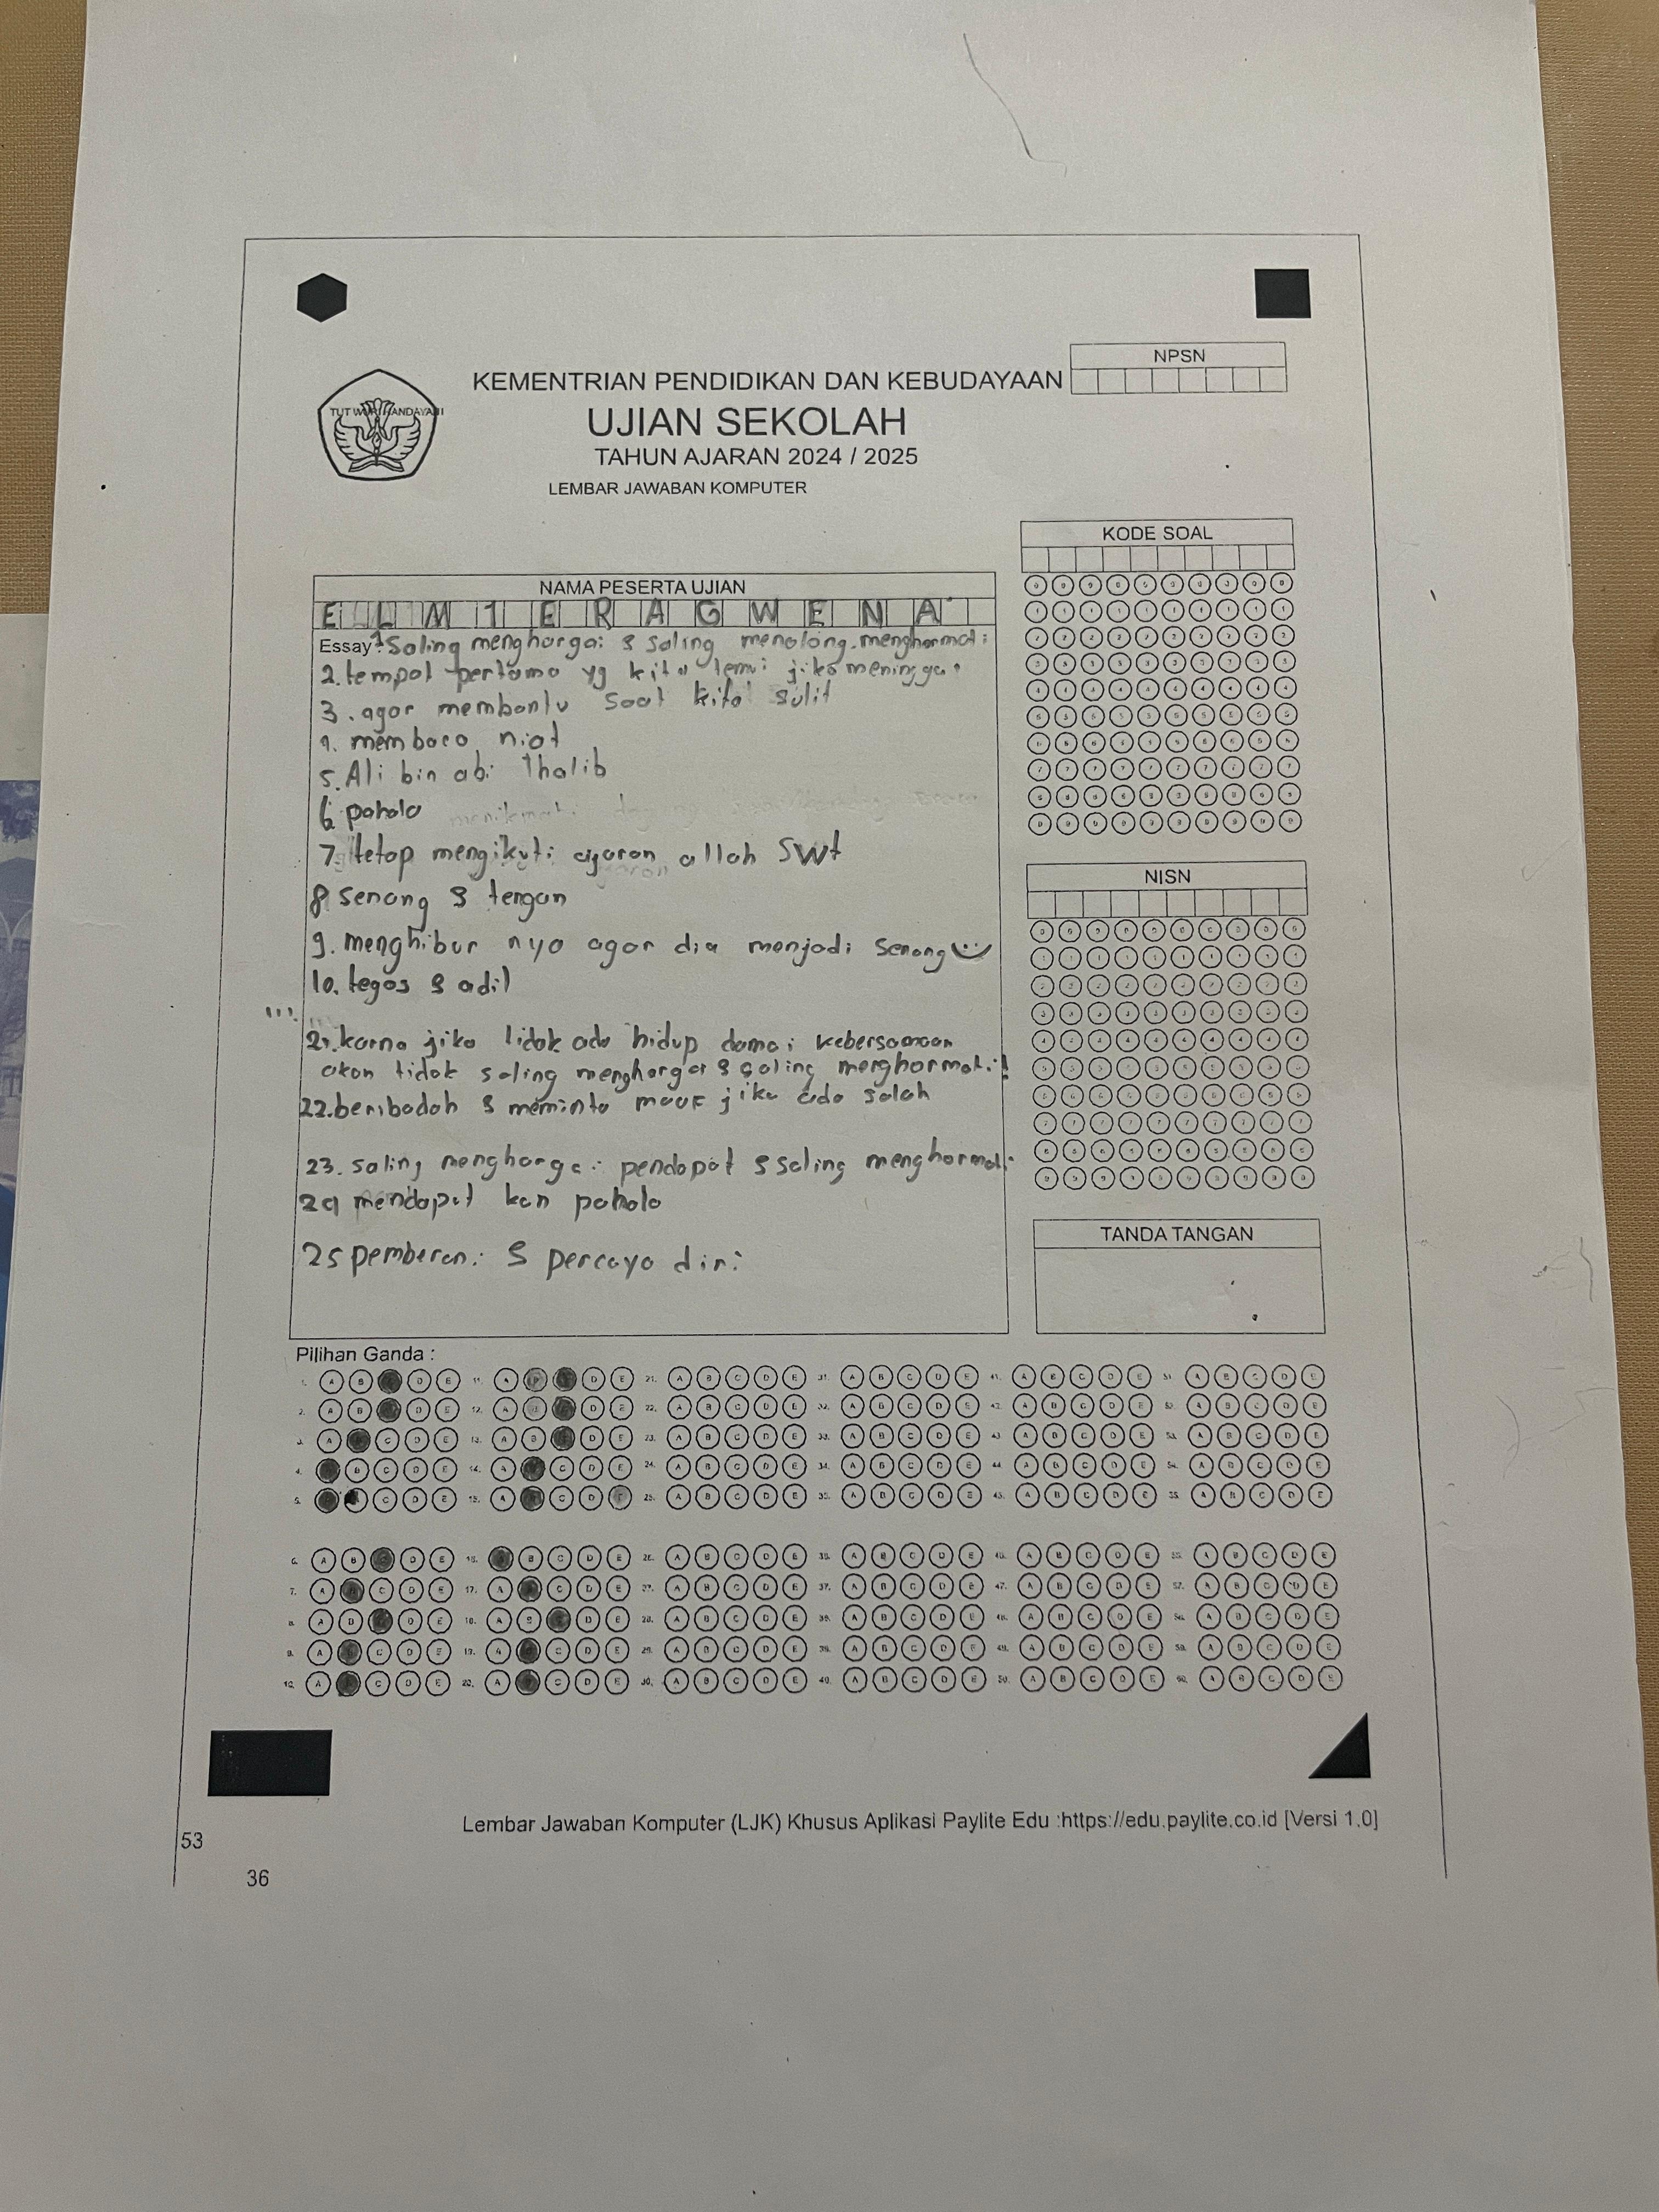 NPSN
KEMENTRIAN PENDIDIKAN DAN KEBUDAYAAN
TUT WURI HANDAYANI
UJIAN SEKOLAH
TAHUN AJARAN 2024 / 2025
LEMBAR JAWABAN KOMPUTER
KODE SOAL
NAMA PESERTA UJIAN
ELMIERAGWENA
Essay 1. Saling menghargai & saling menolong. menghormati
2. tempat pertama yg kita temui jika meninggal
3. agar membantu saat kita sulit
4. membaca niat
5. Ali bin abi Thalib
6. pahala
7. tetap mengikuti ajaran allah SWT
8 senang & tengan
9. menghibur nya agar dia menjadi senang
10. tegas & adil
21. karna jika tidak ada hidup damai kebersamaan
akan tidak saling menghargai & saling menghormati!
22. beribadah & meminta maaf jika ada salah
23. saling menghargai pendapat & saling menghormati
24 mendapat kan pahala
25 pemberani & percaya diri
NISN
TANDA TANGAN
Pilihan Ganda :
Lembar Jawaban Komputer (LJK) Khusus Aplikasi Paylite Edu :https://edu.paylite.co.id [Versi 1.0]
53
36